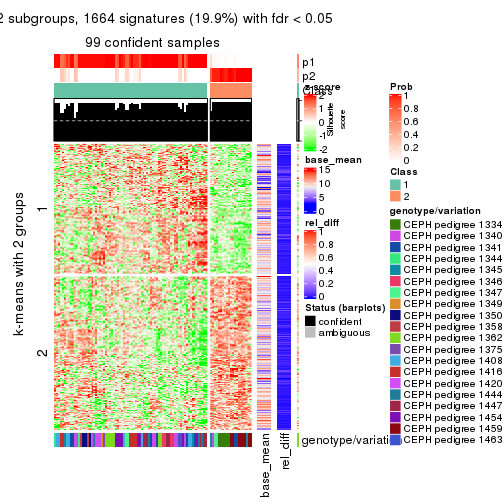 2 subgroups, 1664 signatures (19.9%) with fdr < 0.05
99 confident samples
p1
p2
Class
Silhouette
score
z-score
2
1
0
-1
-2
base_mean
15
10
5
0
rel_diff
1
0.8
0.6
0.4
0.2
0
Status (barplots)
confident
ambiguous
Prob
1
0.8
0.6
0.4
0.2
0
Class
1
2
genotype/variation
CEPH pedigree 1334
CEPH pedigree 1340
CEPH pedigree 1341
CEPH pedigree 1344
CEPH pedigree 1345
CEPH pedigree 1346
CEPH pedigree 1347
CEPH pedigree 1349
CEPH pedigree 1350
CEPH pedigree 1358
CEPH pedigree 1362
CEPH pedigree 1375
CEPH pedigree 1408
CEPH pedigree 1416
CEPH pedigree 1420
CEPH pedigree 1444
CEPH pedigree 1447
CEPH pedigree 1454
CEPH pedigree 1459
CEPH pedigree 1463
k-means with 2 groups
1
2
genotype/variati
base_mean
rel_diff